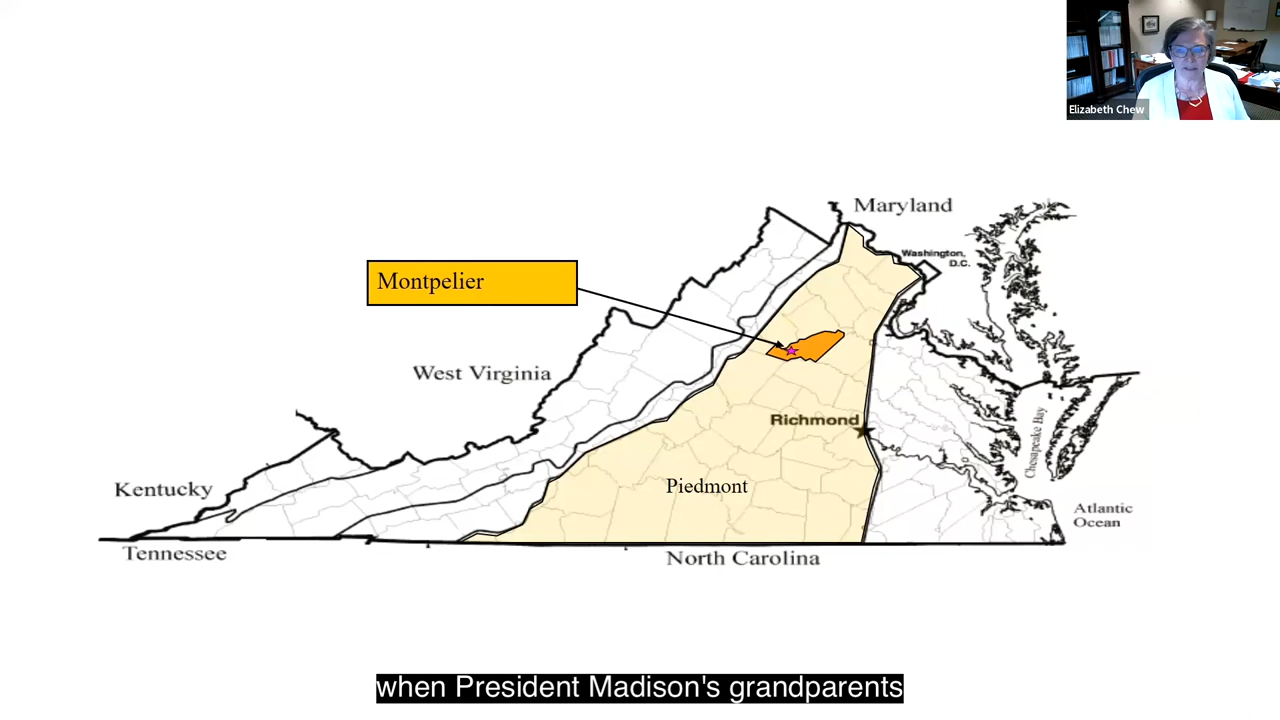 Elizabeth Chew
Maryland
Washington,
D.C.
Montpelier
West Virginia
Richmond
Chesapeake Bay
Piedmont
Kentucky
Atlantic
Ocean
Tennessee
North Carolina
when President Madison's grandparents